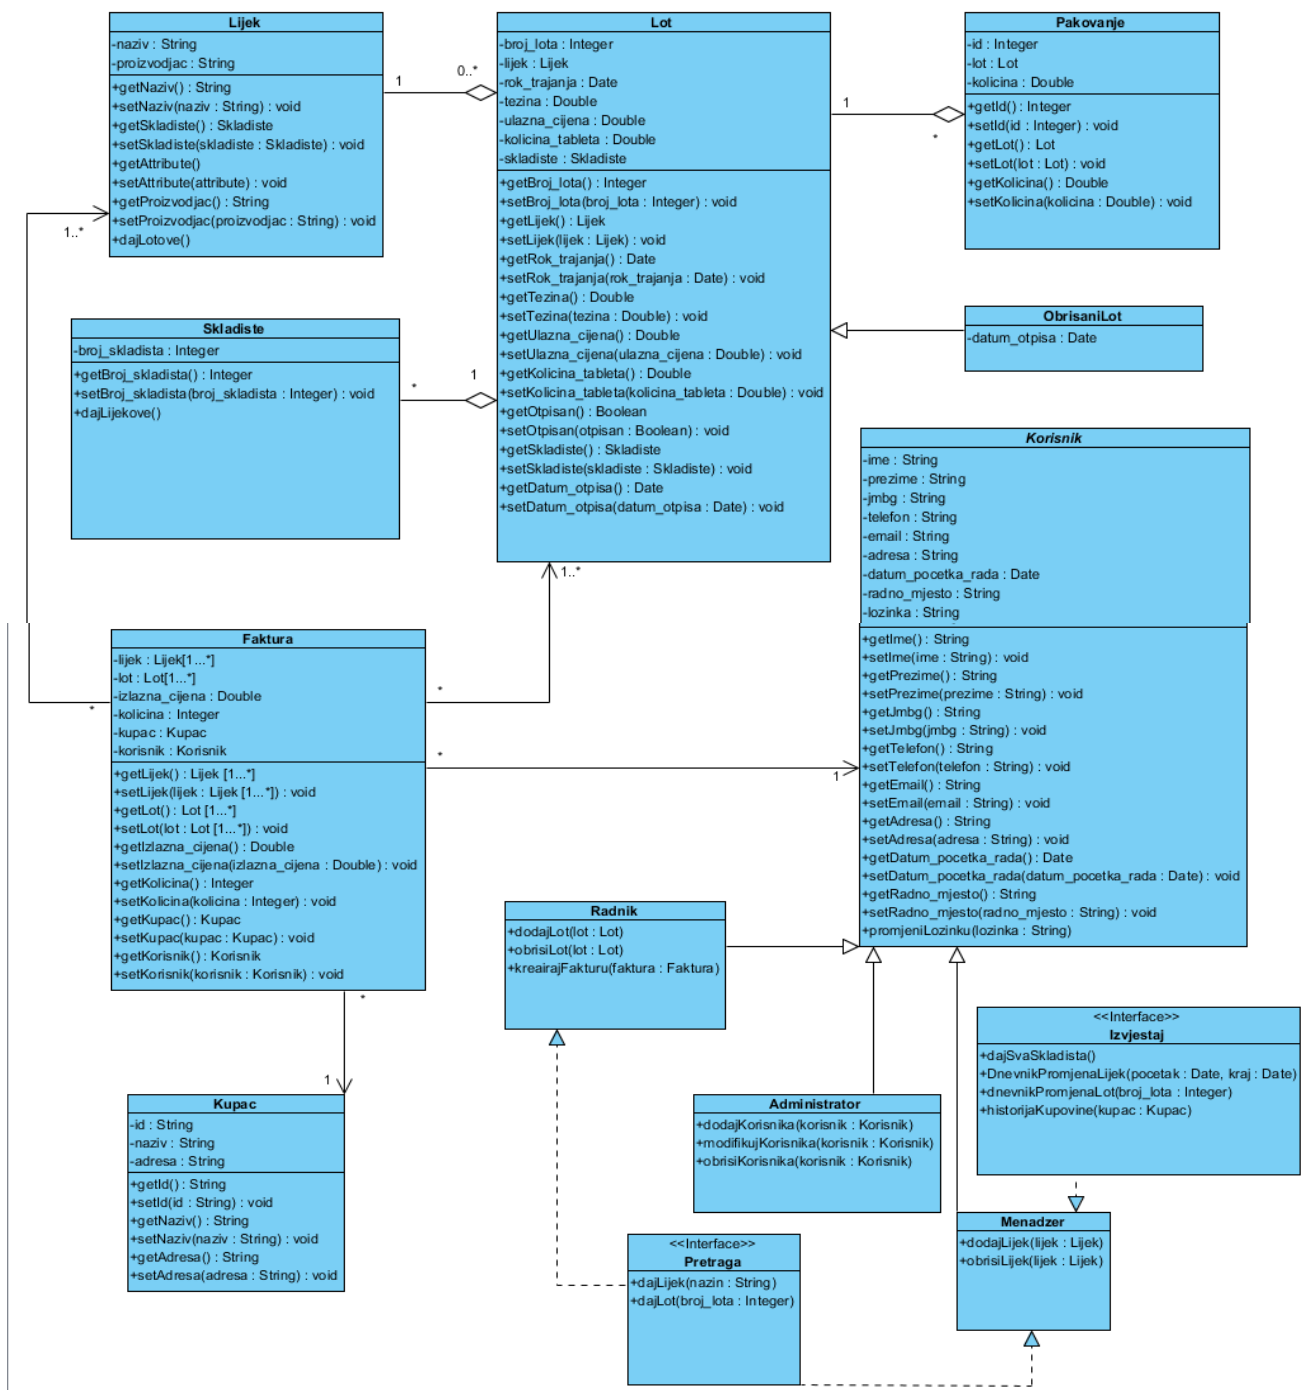 Lijek
-naziv : String
-proizvodjac : String
+getNaziv() : String
+setNaziv(naziv : String) : void
+getSkladiste() : Skladiste
+setSkladiste(skladiste : Skladiste) : void
+getAttribute()
+setAttribute(attribute) : void
+getProizvodjac() : String
+setProizvodjac(proizvodjac : String) : void
+dajLotove()
1
0..*
1..*
Lot
-broj_lota : Integer
-lijek : Lijek
-rok_trajanja : Date
-tezina : Double
-ulazna_cijena : Double
-kolicina_tableta : Double
-skladiste : Skladiste
+getBroj_lota() : Integer
+setBroj_lota(broj_lota : Integer) : void
+getLijek() : Lijek
+setLijek(lijek : Lijek) : void
+getRok_trajanja() : Date
+setRok_trajanja(rok_trajanja : Date) : void
+getTezina() : Double
+setTezina(tezina : Double) : void
+getUlazna_cijena() : Double
+setUlazna_cijena(ulazna_cijena : Double) : void
+getKolicina_tableta() : Double
+setKolicina_tableta(kolicina_tableta : Double) : void
+getOtpisan() : Boolean
+setOtpisan(otpisan : Boolean) : void
+getSkladiste() : Skladiste
+setSkladiste(skladiste : Skladiste) : void
+getDatum_otpisa() : Date
+setDatum_otpisa(datum_otpisa : Date) : void
1
*
Pakovanje
-id : Integer
-lot : Lot
-kolicina : Double
+getId() : Integer
+setId(id : Integer) : void
+getLot() : Lot
+setLot(lot : Lot) : void
+getKolicina() : Double
+setKolicina(kolicina : Double) : void
Skladiste
-broj_skladista : Integer
+getBroj_skladista() : Integer
+setBroj_skladista(broj_skladista : Integer) : void
+dajLijekove()
*
1
ObrisaniLot
-datum_otpisa : Date
Korisnik
-ime : String
-prezime : String
-jmbg : String
-telefon : String
-email : String
-adresa : String
-datum_pocetka_rada : Date
-radno_mjesto : String
-lozinka : String
+getIme() : String
+setIme(ime : String) : void
+getPrezime() : String
+setPrezime(prezime : String) : void
+getJmbg() : String
+setJmbg(jmbg : String) : void
+getTelefon() : String
+setTelefon(telefon : String) : void
+getEmail() : String
+setEmail(email : String) : void
+getAdresa() : String
+setAdresa(adresa : String) : void
+getDatum_pocetka_rada() : Date
+setDatum_pocetka_rada(datum_pocetka_rada : Date) : void
+getRadno_mjesto() : String
+setRadno_mjesto(radno_mjesto : String) : void
+promjeniLozinku(lozinka : String)
1..*
Faktura
-lijek : Lijek[1...*]
-lot : Lot[1...*]
-izlazna_cijena : Double
-kolicina : Integer
-kupac : Kupac
-korisnik : Korisnik
+getLijek() : Lijek [1...*]
+setLijek(lijek : Lijek [1...*]) : void
+getLot() : Lot [1...*]
+setLot(lot : Lot [1...*]) : void
+getIzlazna_cijena() : Double
+setIzlazna_cijena(izlazna_cijena : Double) : void
+getKolicina() : Integer
+setKolicina(kolicina : Integer) : void
+getKupac() : Kupac
+setKupac(kupac : Kupac) : void
+getKorisnik() : Korisnik
+setKorisnik(korisnik : Korisnik) : void
*
*
*
1
*
1
Radnik
+dodajLot(lot : Lot)
+obrisiLot(lot : Lot)
+kreairajFakturu(faktura : Faktura)
<<Interface>>
Izvjestaj
+dajSvaSkladista()
+DnevnikPromjenaLijek(pocetak : Date, kraj : Date)
+dnevnikPromjenaLot(broj_lota : Integer)
+historijaKupovine(kupac : Kupac)
Kupac
-id : String
-naziv : String
-adresa : String
+getId() : String
+setId(id : String) : void
+getNaziv() : String
+setNaziv(naziv : String) : void
+getAdresa() : String
+setAdresa(adresa : String) : void
Administrator
+dodajKorisnika(korisnik : Korisnik)
+modifikujKorisnika(korisnik : Korisnik)
+obrisiKorisnika(korisnik : Korisnik)
Menadzer
+dodajLijek(lijek : Lijek)
+obrisiLijek(lijek : Lijek)
<<Interface>>
Pretraga
+dajLijek(nazin : String)
+dajLot(broj_lota : Integer)